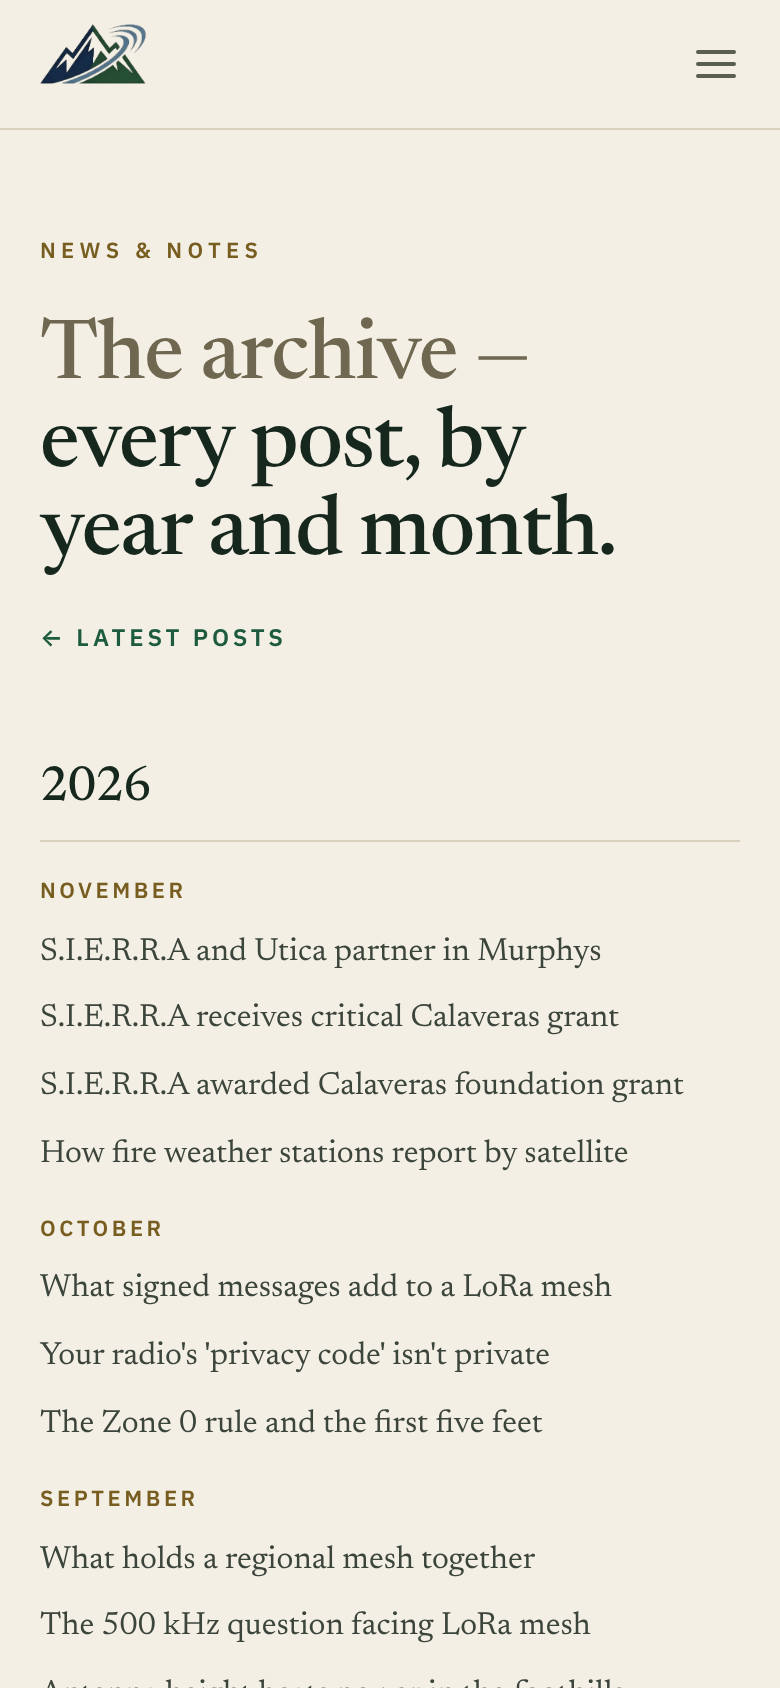 NEWS & NOTES
The archive —
every post, by
year and month.
← LATEST POSTS
2026
NOVEMBER
S.I.E.R.R.A and Utica partner in Murphys
S.I.E.R.R.A receives critical Calaveras grant
S.I.E.R.R.A awarded Calaveras foundation grant
How fire weather stations report by satellite
OCTOBER
What signed messages add to a LoRa mesh
Your radio's 'privacy code' isn't private
The Zone 0 rule and the first five feet
SEPTEMBER
What holds a regional mesh together
The 500 kHz question facing LoRa mesh